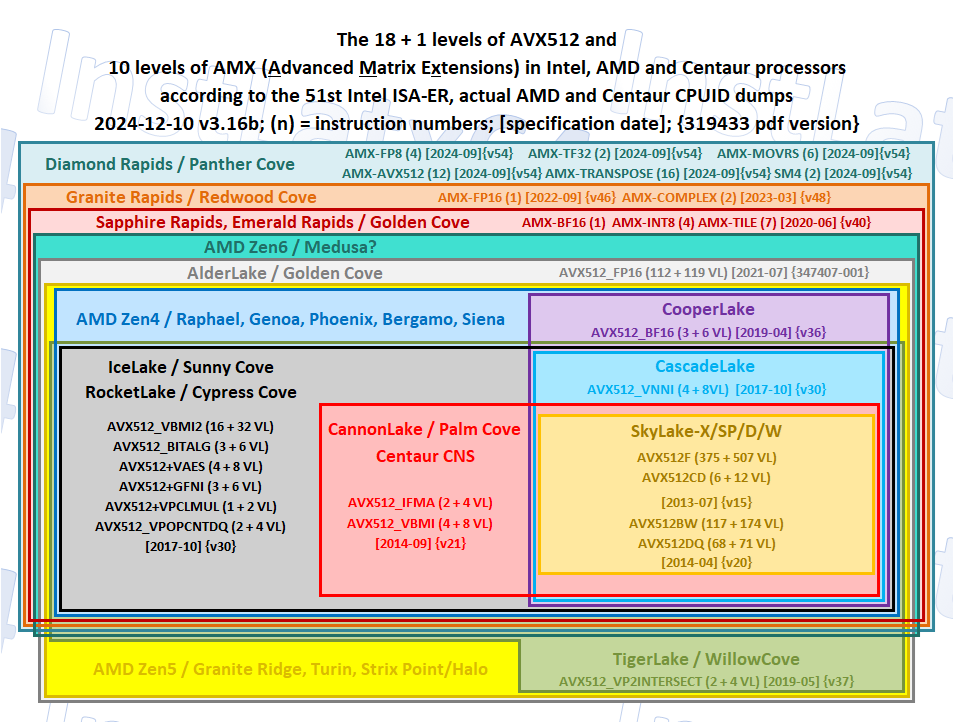 The 18 + 1 levels of AVX512 and
10 levels of AMX (Advanced Matrix Extensions) in Intel, AMD and Centaur processors
according to the 51st Intel ISA-ER, actual AMD and Centaur CPUID dumps
2024-12-10 v3.16b; (n) = instruction numbers; [specification date]; {319433 pdf version}
Diamond Rapids / Panther Cove
AMX-FP8 (4) [2024-09]{v54} AMX-TF32 (2) [2024-09]{v54} AMX-MOVRS (6) [2024-09]{v54}
AMX-AVX512 (12) [2024-09]{v54} AMX-TRANSPOSE (16) [2024-09]{v54} SM4 (2) [2024-09]{v54}
Granite Rapids / Redwood Cove
AMX-FP16 (1) [2022-09] {v46} AMX-COMPLEX (2) [2023-03] {v48}
Sapphire Rapids, Emerald Rapids / Golden Cove
AMX-BF16 (1) AMX-INT8 (4) AMX-TILE (7) [2020-06] {v40}
AMD Zen6 / Medusa?
AlderLake / Golden Cove
AVX512_FP16 (112 + 119 VL) [2021-07] {347407-001}
AMD Zen4 / Raphael, Genoa, Phoenix, Bergamo, Siena
CooperLake
AVX512_BF16 (3 + 6 VL) [2019-04] {v36}
IceLake / Sunny Cove
RocketLake / Cypress Cove
AVX512_VBMI2 (16 + 32 VL)
AVX512_BITALG (3 + 6 VL)
AVX512+VAES (4 + 8 VL)
AVX512+GFNI (3 + 6 VL)
AVX512+VPCLMUL (1 + 2 VL)
AVX512_VPOPCNTDQ (2 + 4 VL)
[2017-10] {v30}
CascadeLake
AVX512_VNNI (4 + 8VL) [2017-10] {v30}
CannonLake / Palm Cove
Centaur CNS
AVX512_IFMA (2 + 4 VL)
AVX512_VBMI (4 + 8 VL)
[2014-09] {v21}
SkyLake-X/SP/D/W
AVX512F (375 + 507 VL)
AVX512CD (6 + 12 VL)
[2013-07] {v15}
AVX512BW (117 + 174 VL)
AVX512DQ (68 + 71 VL)
[2014-04] {v20}
AMD Zen5 / Granite Ridge, Turin, Strix Point/Halo
TigerLake / WillowCove
AVX512_VP2INTERSECT (2 + 4 VL) [2019-05] {v37}